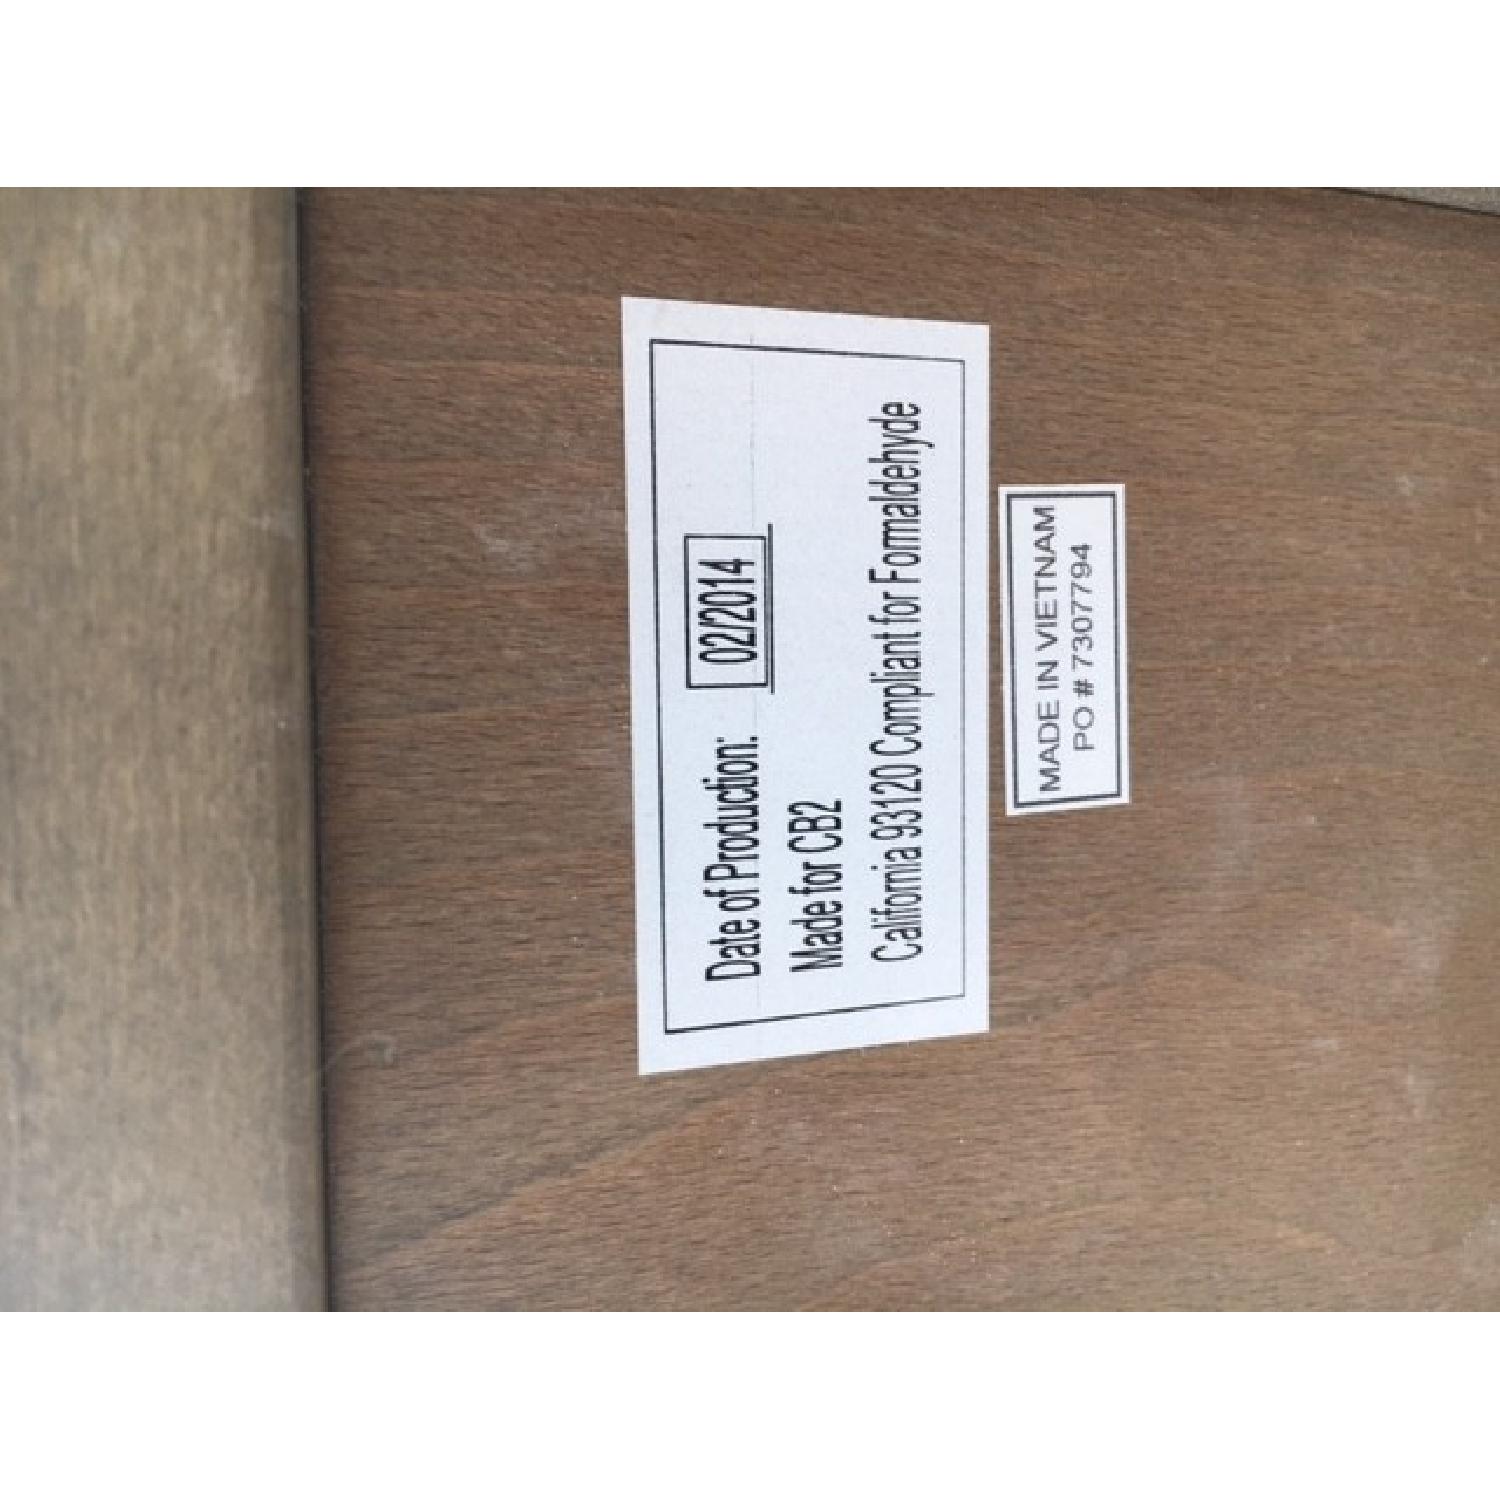 Date of Production: 02/2014
Made for CB2
California 93120 Compliant for Formaldehyde
MADE IN VIETNAM
PO # 7307794